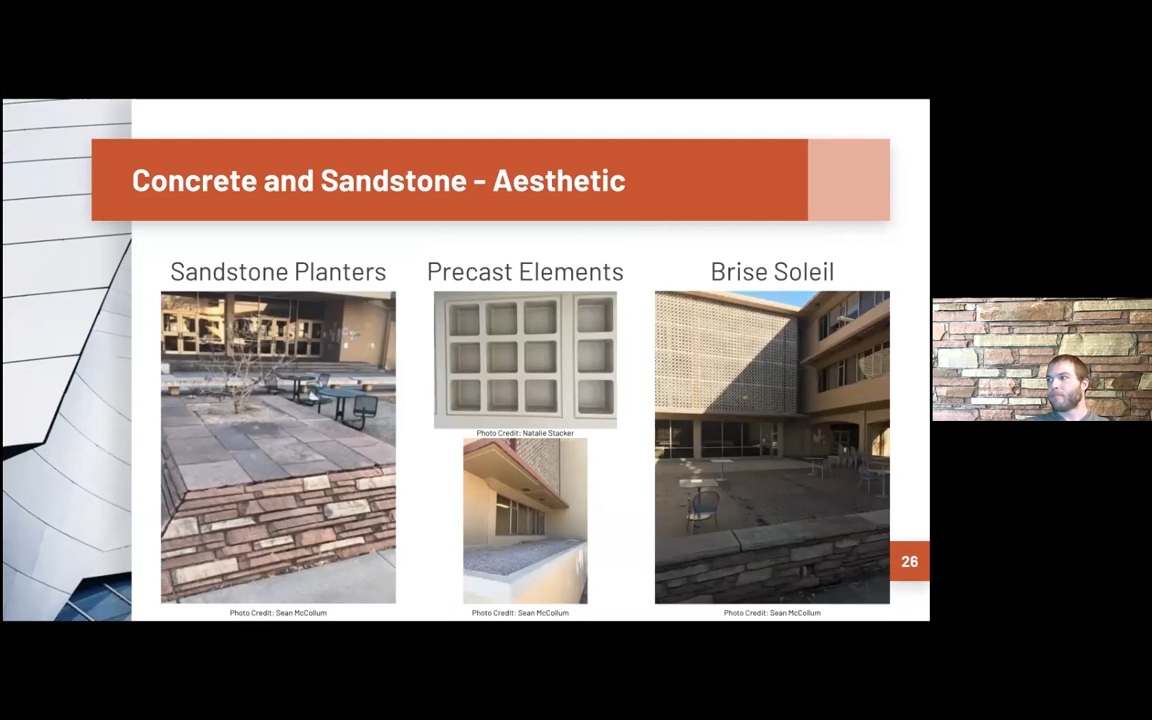 Concrete and Sandstone - Aesthetic
Sandstone Planters
Precast Elements
Brise Soleil
Photo Credit: Natalie Stacker
Photo Credit: Sean McCollum
Photo Credit: Sean McCollum
Photo Credit: Sean McCollum
26